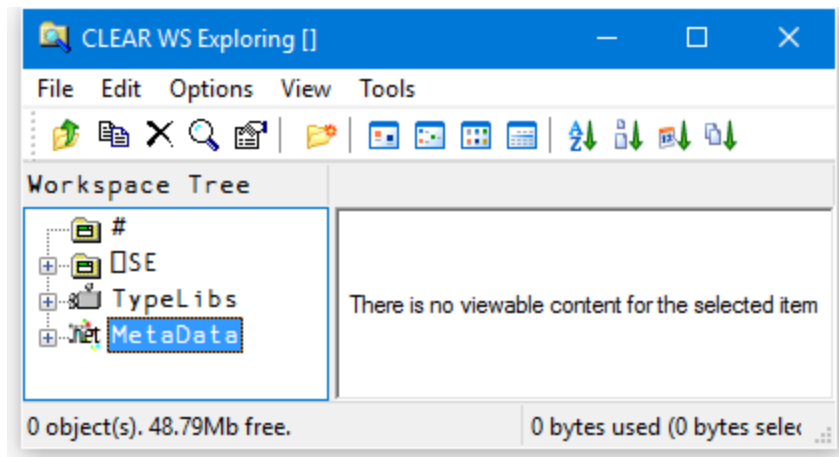 CLEAR WS Exploring []
File Edit Options View Tools
Workspace Tree
#
⎕SE
TypeLibs
.net MetaData
There is no viewable content for the selected item
0 object(s). 48.79Mb free.
0 bytes used (0 bytes selec